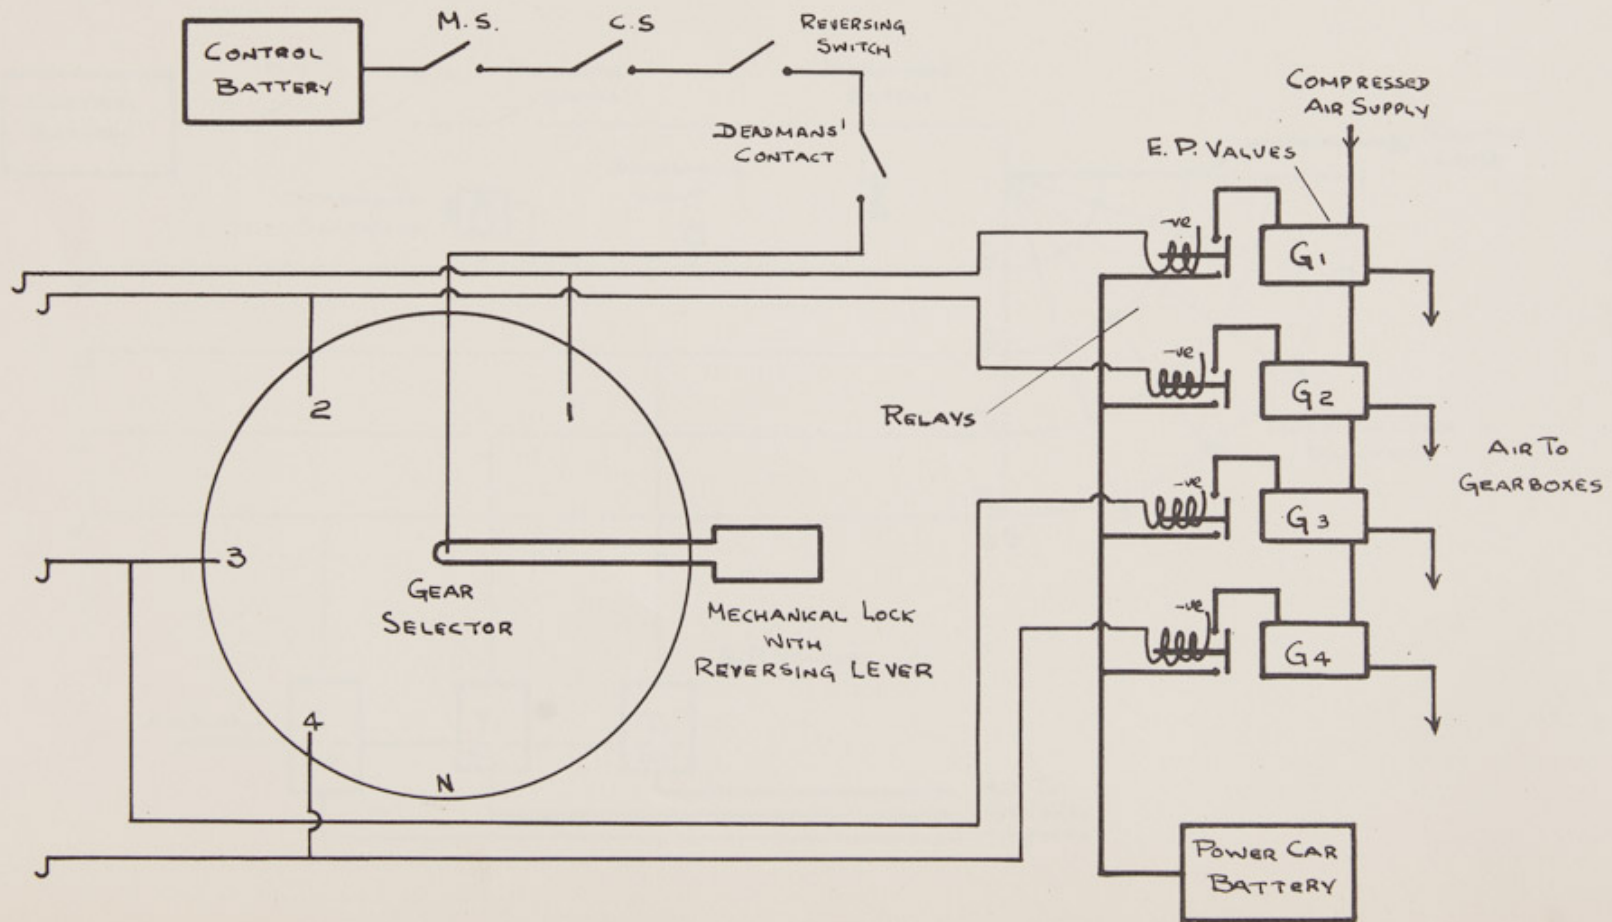 M.S.
C.S
REVERSING
SWITCH
CONTROL
BATTERY
COMPRESSED
AIR SUPPLY
DEADMANS'
CONTACT
E.P. VALUES
-ve
G1
-ve
G2
2
1
RELAYS
AIR TO
GEARBOXES
-ve
G3
3
GEAR
SELECTOR
MECHANICAL LOCK
WITH
REVERSING LEVER
-ve
G4
4
N
POWER CAR
BATTERY